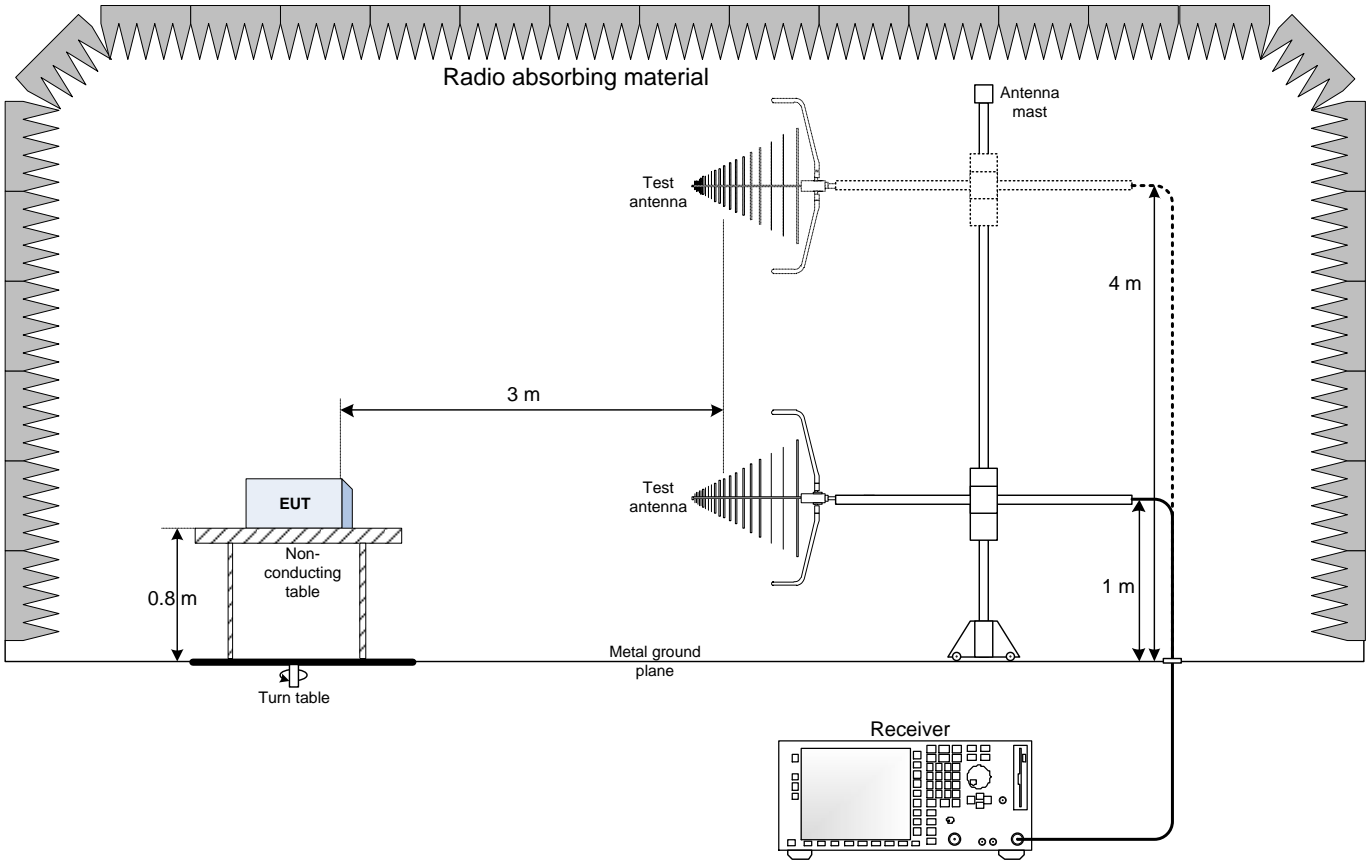 Radio absorbing material
Antenna
mast
Test
antenna
4 m
3 m
Test
antenna
EUT
Non-
conducting
table
0.8 m
1 m
Metal ground
plane
Turn table
Receiver